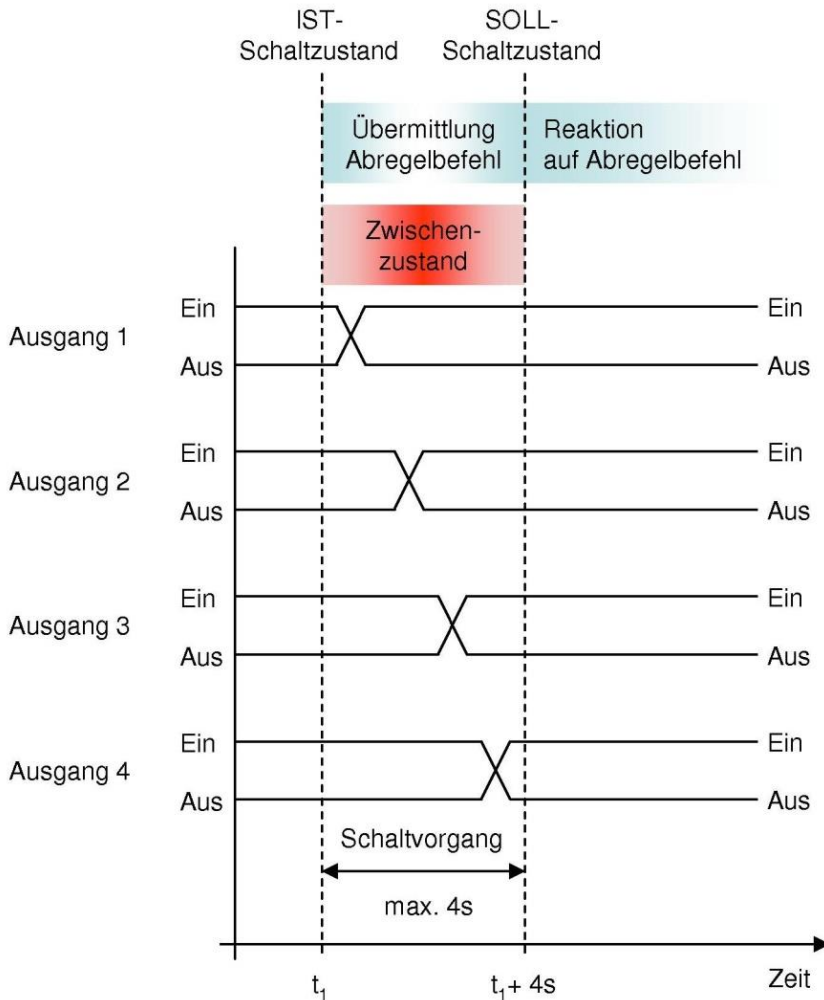 IST-
Schaltzustand
SOLL-
Schaltzustand
Übermittlung
Abregelbefehl
Reaktion
auf Abregelbefehl
Zwischen-
zustand
Ausgang 1
Ein
Ein
Aus
Aus
Ausgang 2
Ein
Ein
Aus
Aus
Ausgang 3
Ein
Ein
Aus
Aus
Ausgang 4
Ein
Ein
Aus
Aus
Schaltvorgang
max. 4s
t₁
t₁+ 4s
Zeit